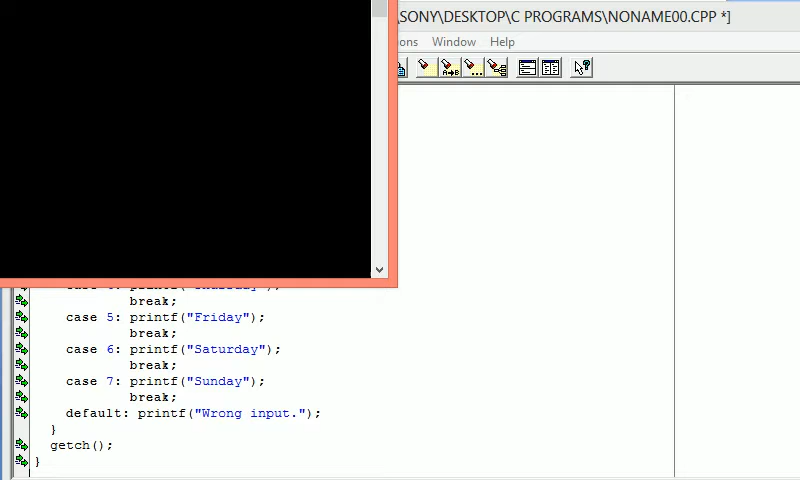 \SONY\DESKTOP\C PROGRAMS\NONAME00.CPP *]
ons Window Help
break;
case 5: printf("Friday");
break;
case 6: printf("Saturday");
break;
case 7: printf("Sunday");
break;
default: printf("Wrong input.");
}
getch();
}